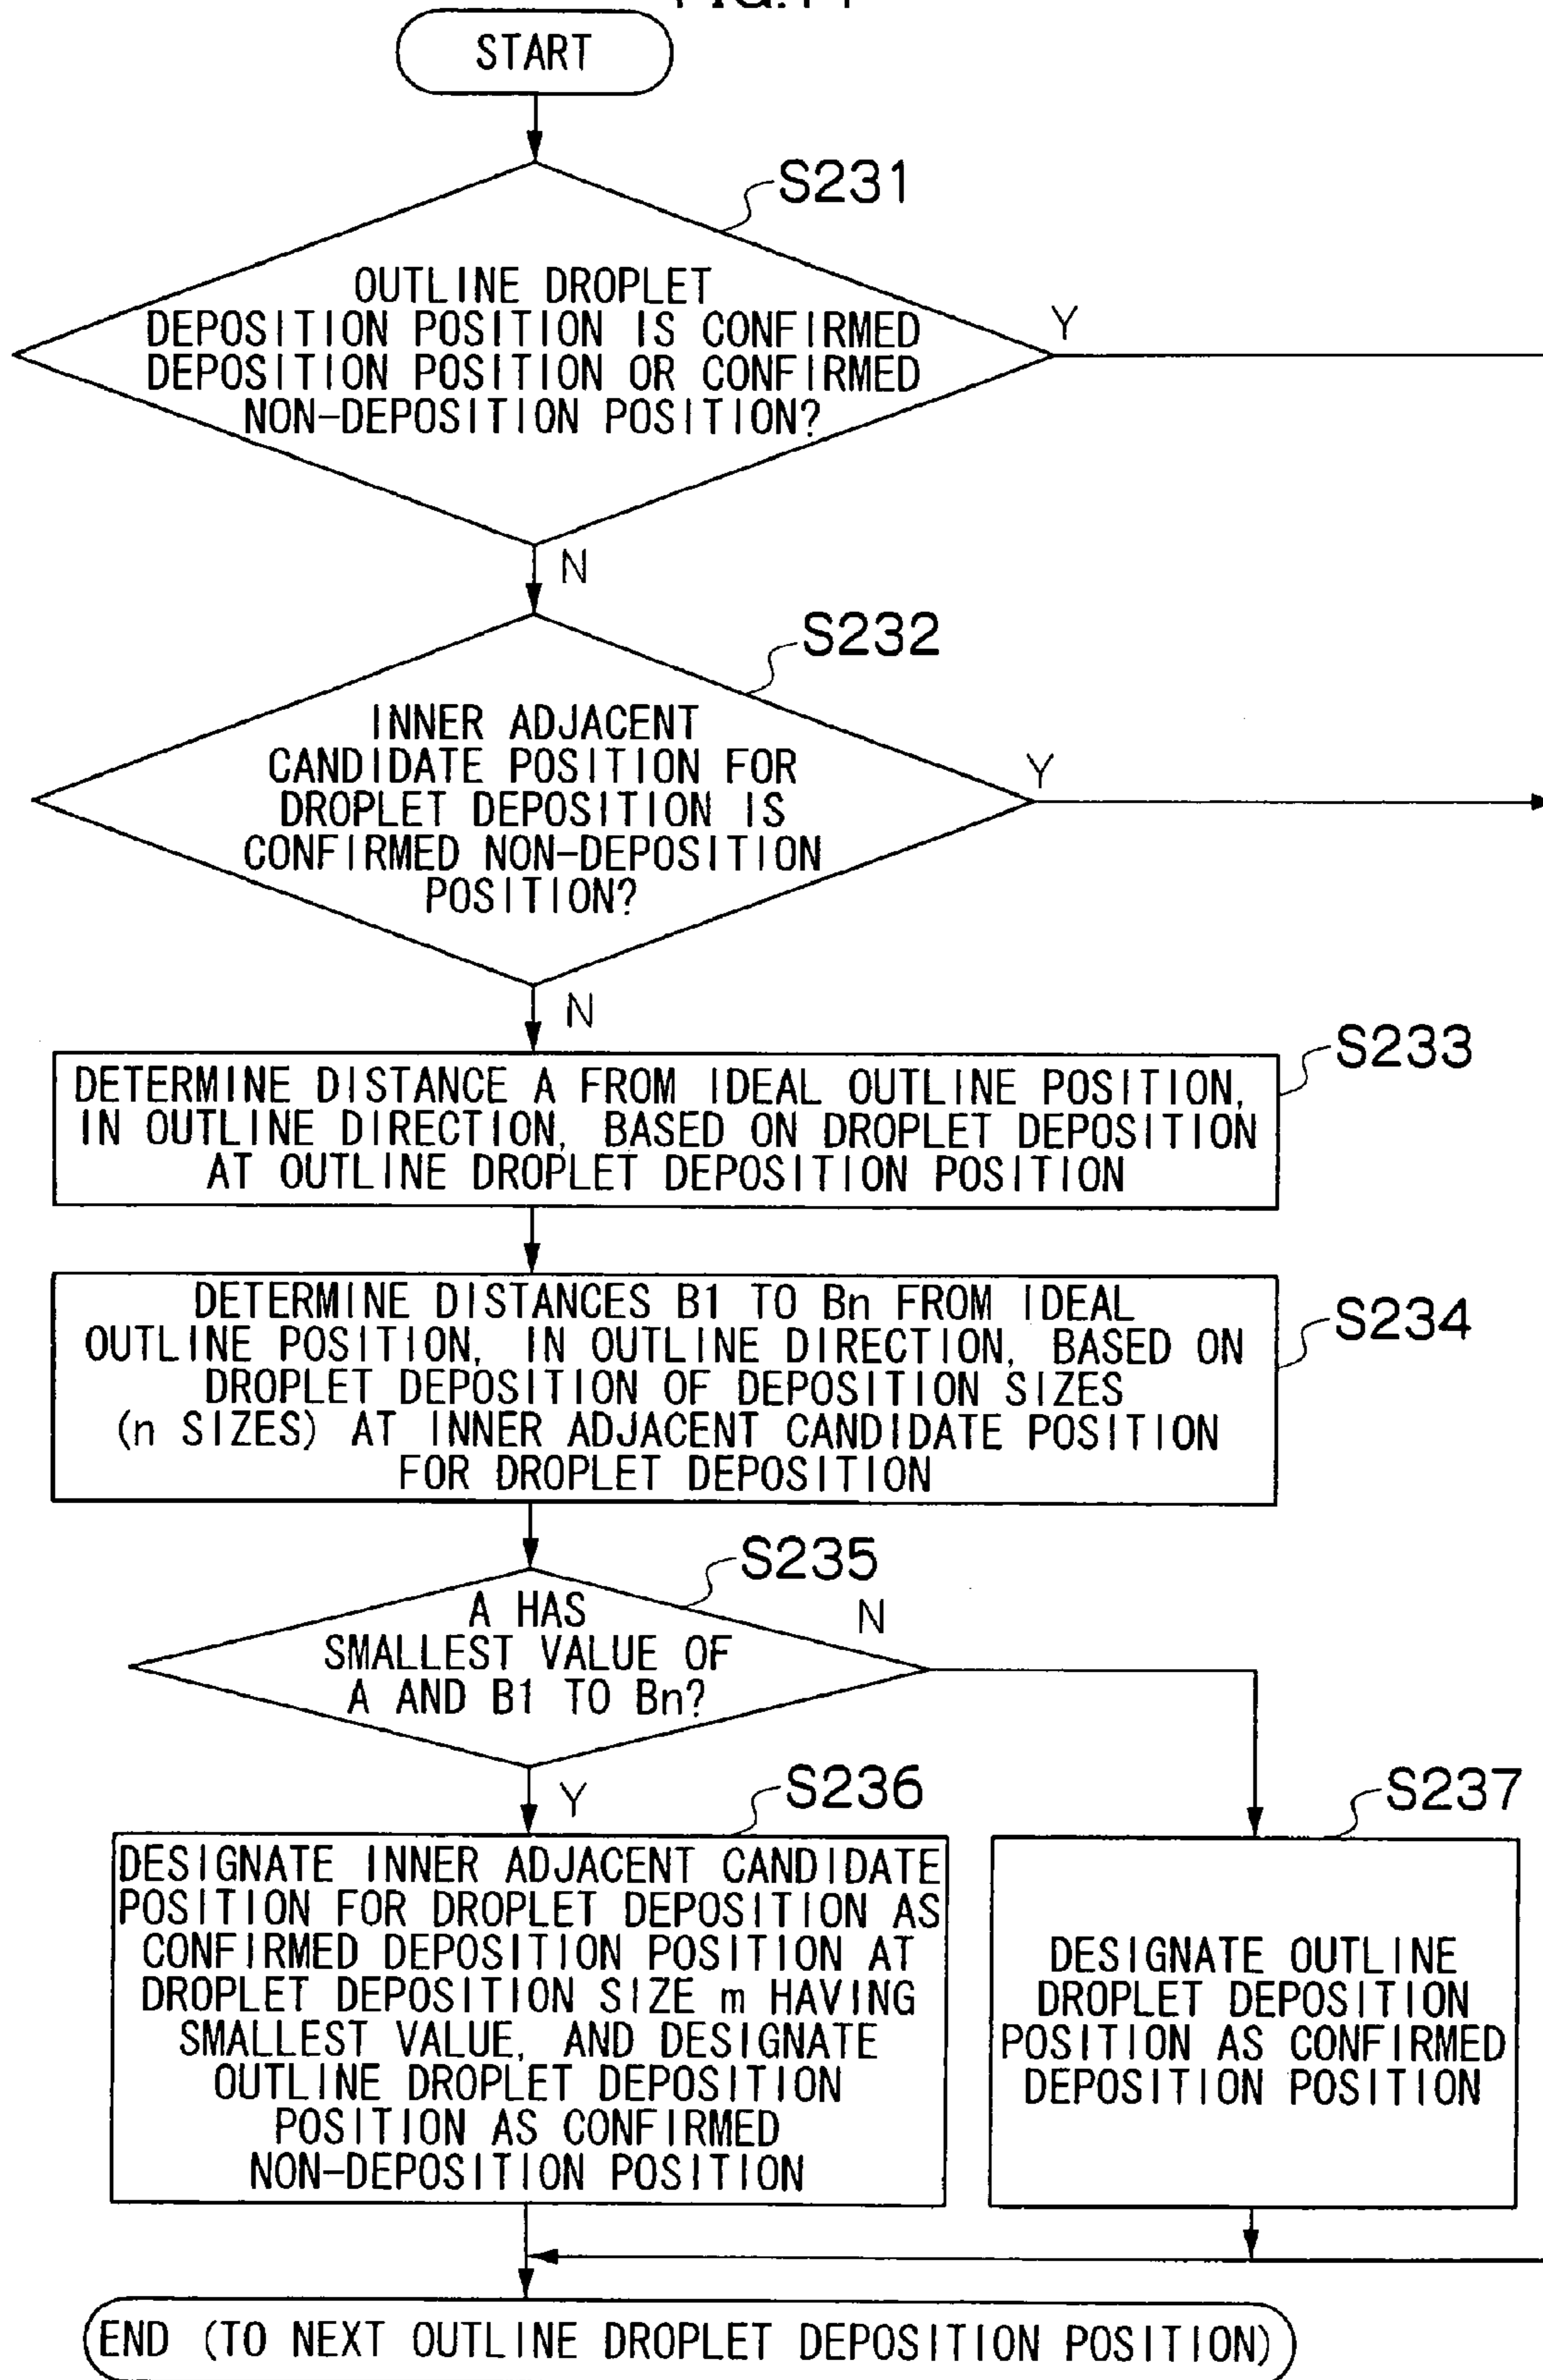 START
S231
OUTLINE DROPLET
DEPOSITION POSITION IS CONFIRMED
DEPOSITION POSITION OR CONFIRMED
NON-DEPOSITION POSITION?
Y
N
S232
INNER ADJACENT
CANDIDATE POSITION FOR
DROPLET DEPOSITION IS
CONFIRMED NON-DEPOSITION
POSITION?
Y
N
S233
DETERMINE DISTANCE A FROM IDEAL OUTLINE POSITION,
IN OUTLINE DIRECTION, BASED ON DROPLET DEPOSITION
AT OUTLINE DROPLET DEPOSITION POSITION
S234
DETERMINE DISTANCES B1 TO Bn FROM IDEAL
OUTLINE POSITION, IN OUTLINE DIRECTION, BASED ON
DROPLET DEPOSITION OF DEPOSITION SIZES
(n SIZES) AT INNER ADJACENT CANDIDATE POSITION
FOR DROPLET DEPOSITION
S235
A HAS
SMALLEST VALUE OF
A AND B1 TO Bn?
N
Y
S236
DESIGNATE INNER ADJACENT CANDIDATE
POSITION FOR DROPLET DEPOSITION AS
CONFIRMED DEPOSITION POSITION AT
DROPLET DEPOSITION SIZE m HAVING
SMALLEST VALUE, AND DESIGNATE
OUTLINE DROPLET DEPOSITION
POSITION AS CONFIRMED
NON-DEPOSITION POSITION
S237
DESIGNATE OUTLINE
DROPLET DEPOSITION
POSITION AS CONFIRMED
DEPOSITION POSITION
END (TO NEXT OUTLINE DROPLET DEPOSITION POSITION)